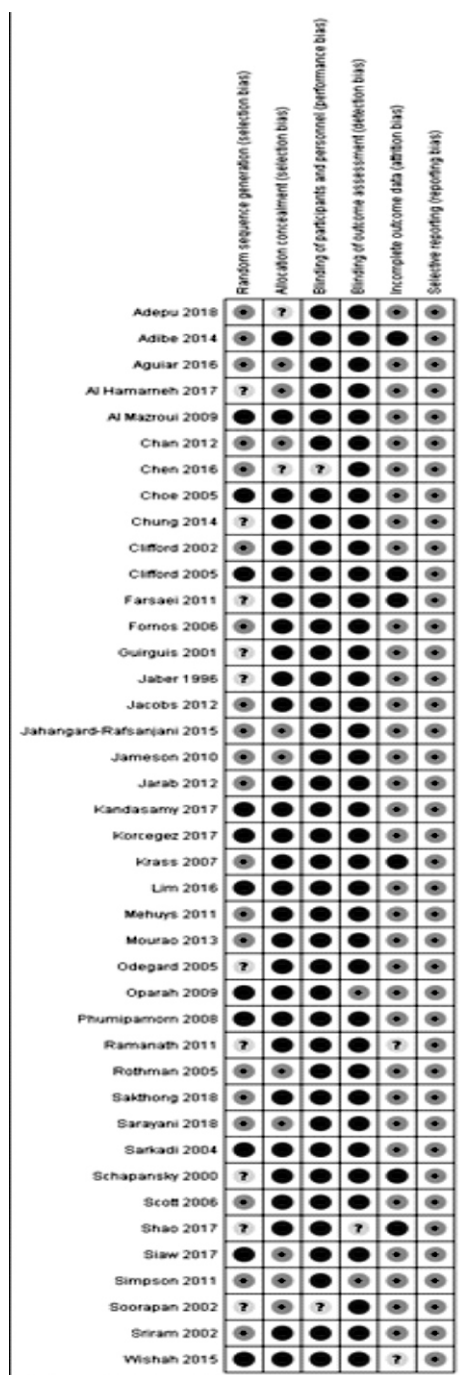 Random sequence generation (selection bias)
Allocation concealment (selection bias)
Blinding of participants and personnel (performance bias)
Blinding of outcome assessment (detection bias)
Incomplete outcome data (attrition bias)
Selective reporting (reporting bias)
Adepu 2018 ?
Adibe 2014
Aguiar 2016
Al Hamarneh 2017 ?
Al Mazroui 2009
Chan 2012
Chen 2016 ? ?
Choe 2005
Chung 2014 ?
Clifford 2002
Clifford 2005
Farsaei 2011 ?
Fornos 2006
Guirguis 2001 ?
Jaber 1996 ?
Jacobs 2012
Jahangard-Rafsanjani 2015
Jameson 2010
Jarab 2012
Kandasamy 2017
Korcegez 2017
Krass 2007
Lim 2016
Mehuys 2011
Mourao 2013
Odegard 2005 ?
Oparah 2009
Phumipamorn 2008
Ramanath 2011 ? ?
Rothman 2005
Sakthong 2018
Sarayani 2018
Sarkadi 2004
Schapansky 2000 ?
Scott 2006
Shao 2017 ? ?
Siaw 2017
Simpson 2011
Soorapan 2002 ? ?
Sriram 2002
Wishah 2015 ?